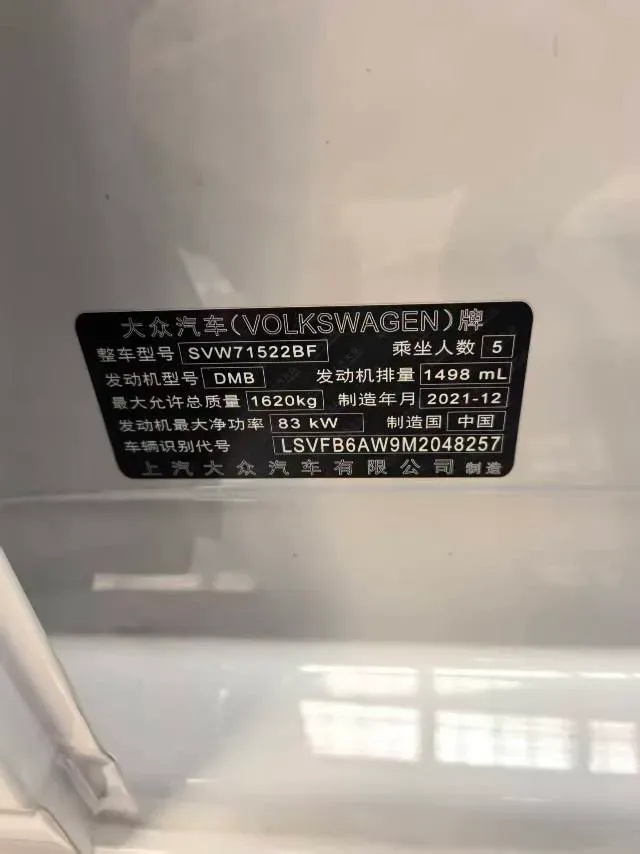 大众汽车(VOLKSWAGEN)牌
整车型号 SVW71522BF 乘坐人数 5
发动机型号 DMB 发动机排量 1498 mL
最大允许总质量 1620kg 制造年月 2021-12
发动机最大净功率 83 kW 制造国 中国
车辆识别代号 LSVFB6AW9M2048257
上汽大众汽车有限公司 制造